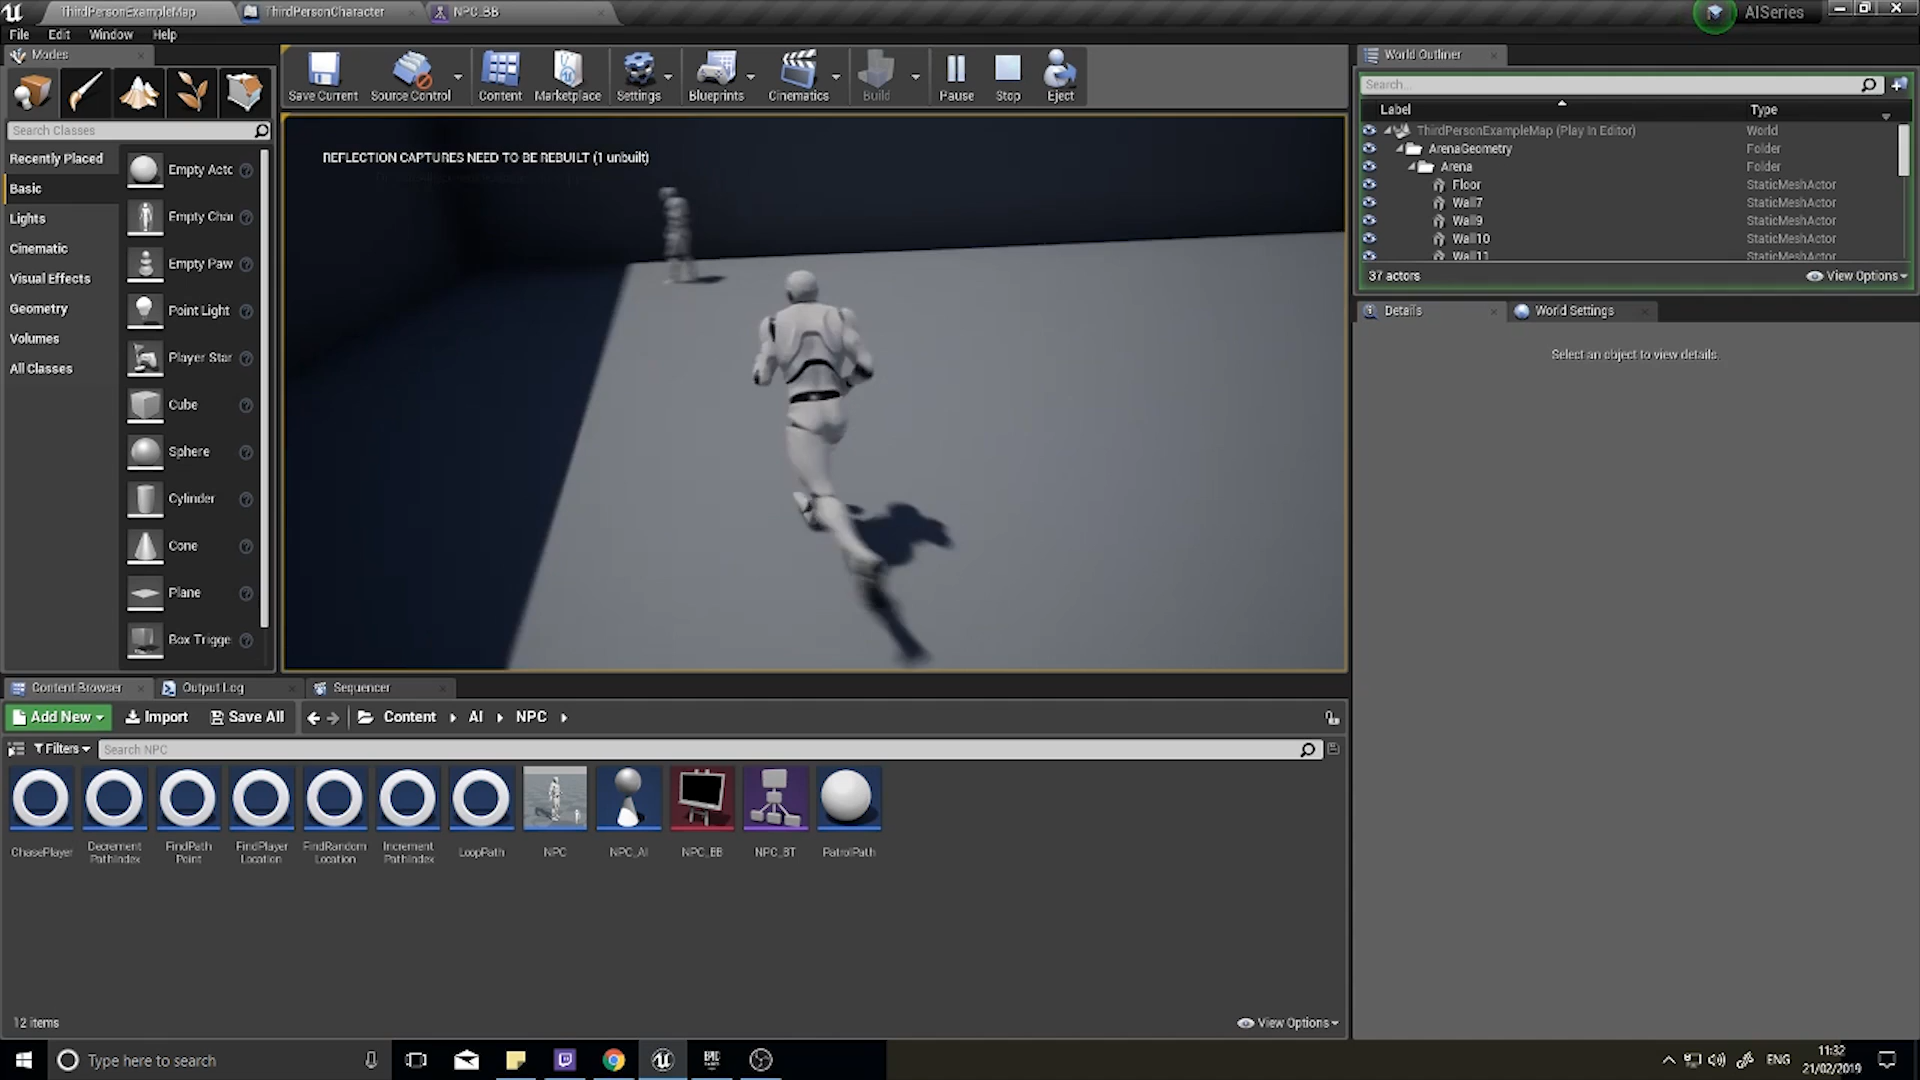 ThirdPersonExampleMap
ThirdPersonCharacter
NPC_BB
AISeries
File Edit Window Help
Modes
Save Current
Source Control
Content
Marketplace
Settings
Blueprints
Cinematics
Build
Pause
Stop
Eject
World Outliner
Search...
Label
Type
ThirdPersonExampleMap (Play In Editor) World
ArenaGeometry Folder
Arena Folder
Floor StaticMeshActor
Wall7 StaticMeshActor
Wall9 StaticMeshActor
Wall10 StaticMeshActor
Wall11 StaticMeshActor
37 actors
View Options
Details
World Settings
Select an object to view details.
Search Classes
Recently Placed
Basic
Lights
Cinematic
Visual Effects
Geometry
Volumes
All Classes
Empty Acto
Empty Char
Empty Paw
Point Light
Player Star
Cube
Sphere
Cylinder
Cone
Plane
Box Trigge
REFLECTION CAPTURES NEED TO BE REBUILT (1 unbuilt)
Content Browser
Output Log
Sequencer
Add New
Import
Save All
Content
AI
NPC
Filters
Search NPC
ChasePlayer
Decrement
PathIndex
FindPath
Point
FindPlayer
Location
FindRandom
Location
Increment
PathIndex
LoopPath
NPC
NPC_AI
NPC_BB
NPC_BT
PatrolPath
12 items
View Options
Type here to search
EPIC
ENG
11:32
21/02/2019